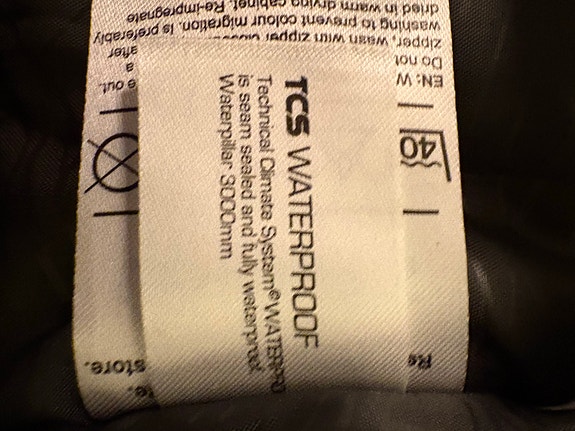 TCS WATERPROOF
Technical Climate System® WATERPRO
is seam sealed and fully waterproof
Waterpillar 3000mm
EN: W
Do not
a
e out.
zipper, wash with zipper
after
washing to prevent colour migration. Is preferably
dried in warm drying cabinet. Re-impregnate
40
Re
store.
e.